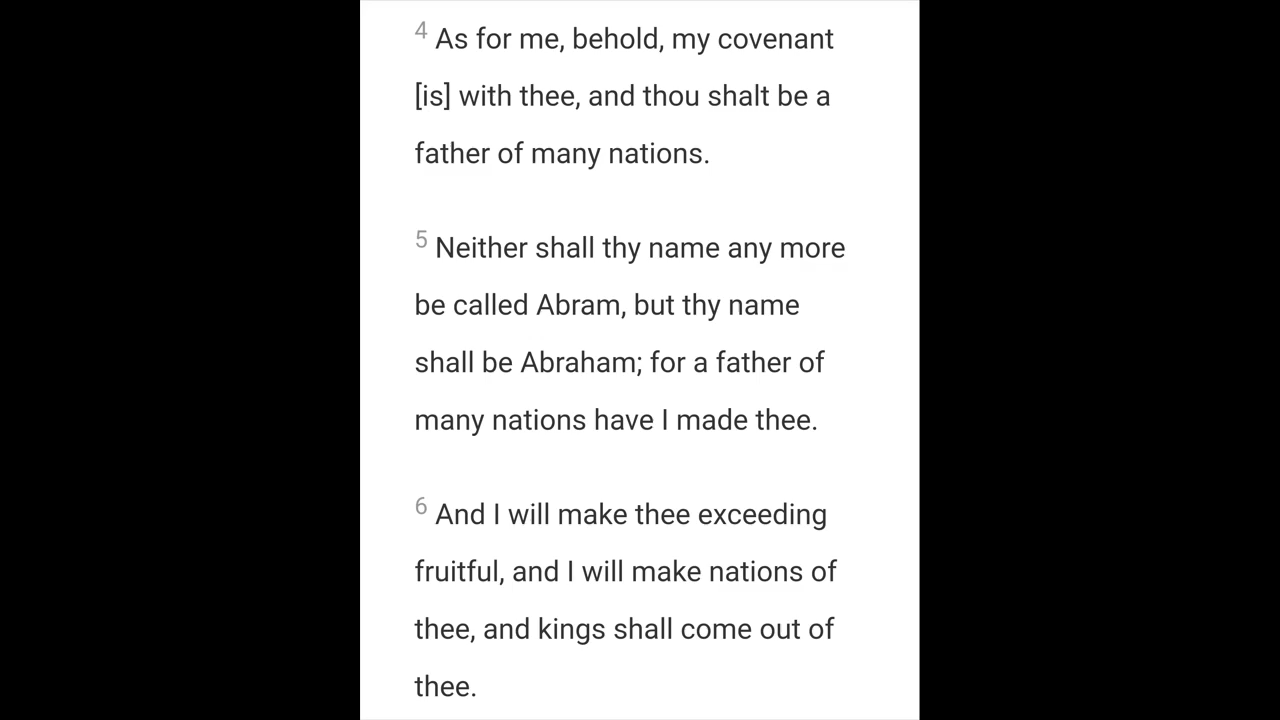 4 As for me, behold, my covenant
[is] with thee, and thou shalt be a
father of many nations.
5 Neither shall thy name any more
be called Abram, but thy name
shall be Abraham; for a father of
many nations have I made thee.
6 And I will make thee exceeding
fruitful, and I will make nations of
thee, and kings shall come out of
thee.